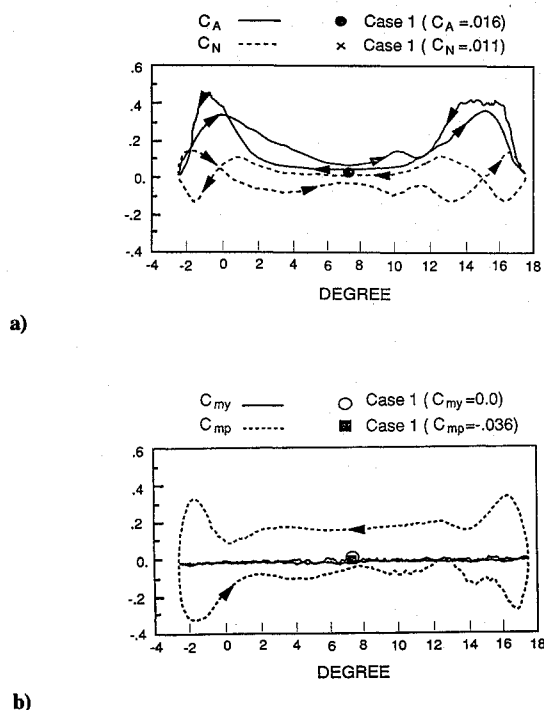 C_A Case 1 ( C_A =.016)
C_N Case 1 ( C_N =.011)
.6
.4
.2
0.
-.2
-.4
-4 -2 0 2 4 6 8 10 12 14 16 18
DEGREE
a)
C_my Case 1 ( C_my =0.0)
C_mp Case 1 ( C_mp=-.036)
.6
.4
.2
.0
-.2
-.4
-4 -2 0 2 4 6 8 10 12 14 16 18
DEGREE
b)